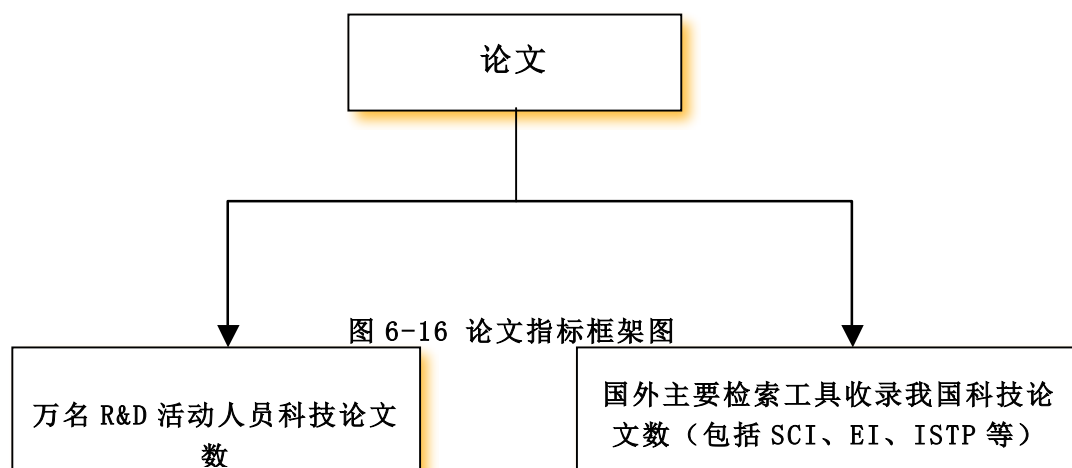 论文
图 6-16 论文指标框架图
万名 R&D 活动人员科技论文
数
国外主要检索工具收录我国科技论
文数（包括 SCI、EI、ISTP 等）